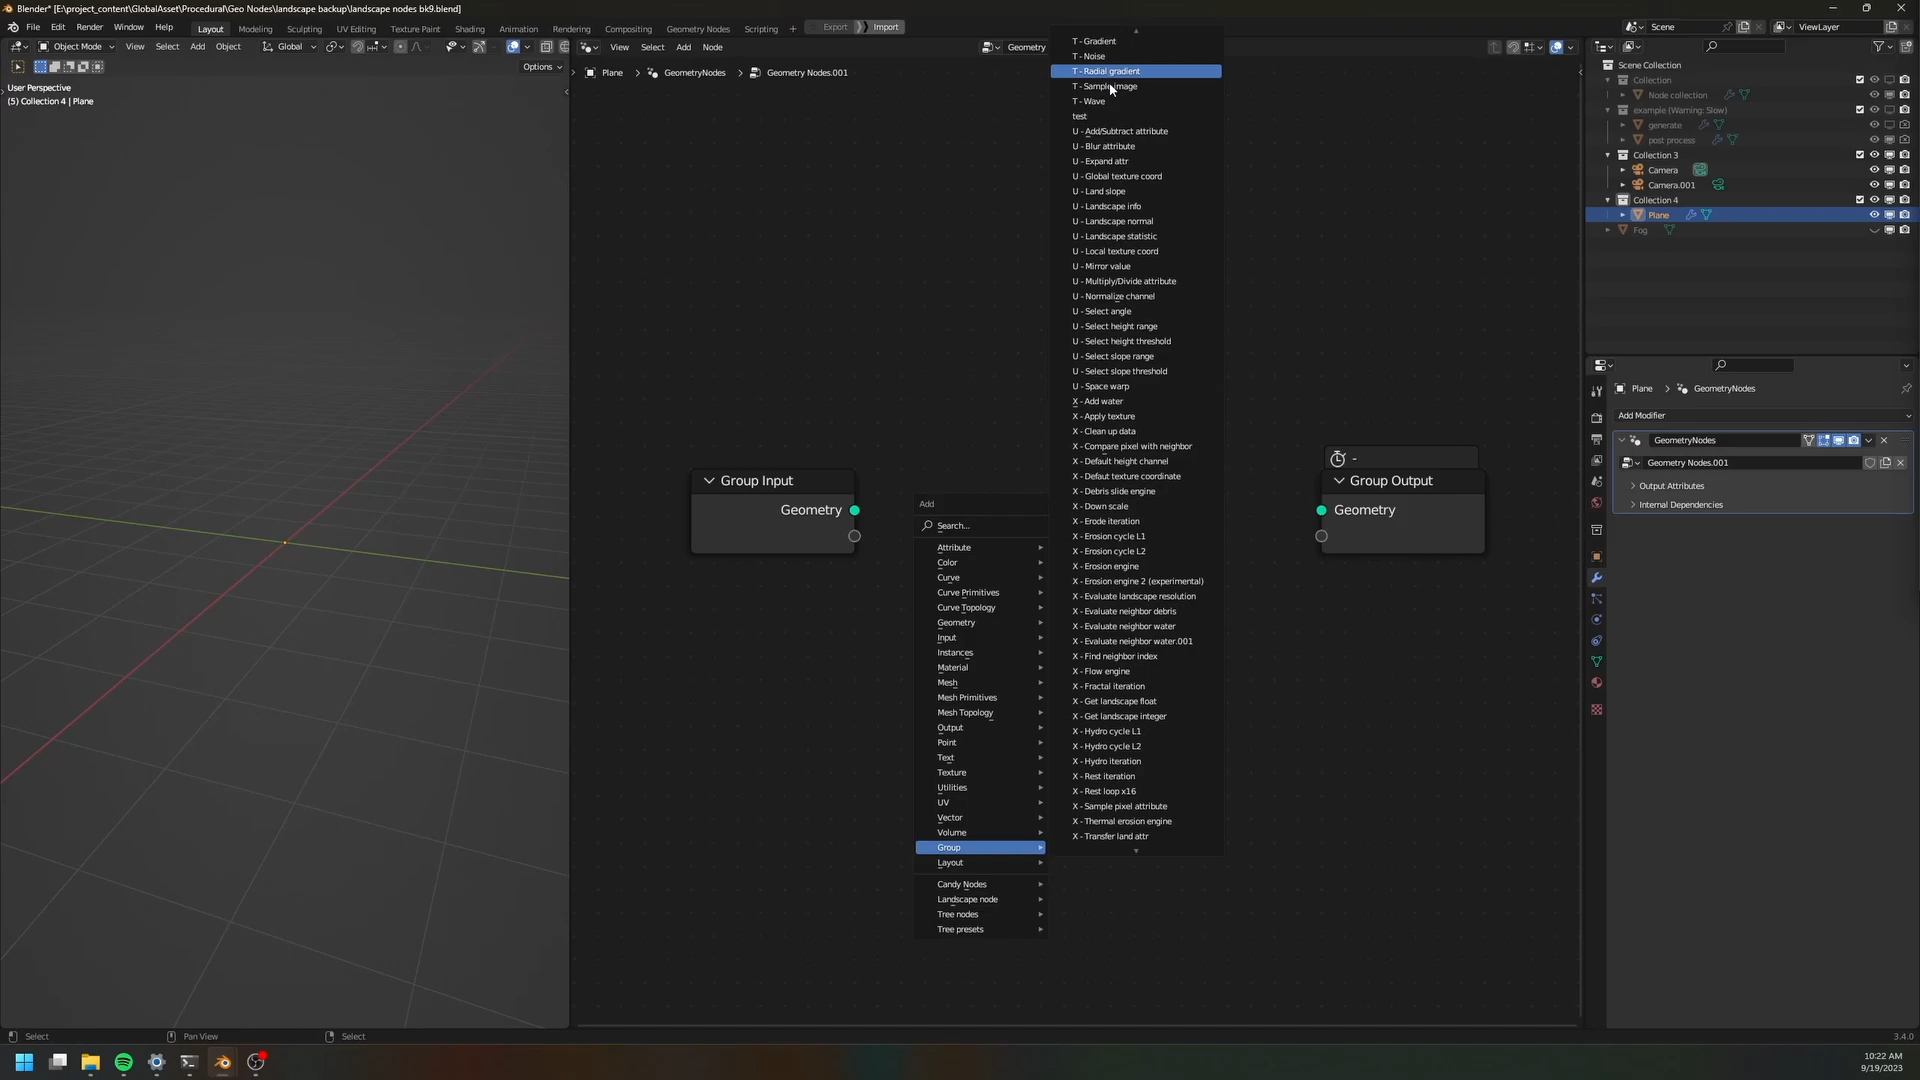 Blender* [E:\project_content\GlobalAsset\Procedural\Geo Nodes\landscape backup\landscape nodes bk9.blend]
File Edit Render Window Help Layout Modeling Sculpting UV Editing Texture Paint Shading Animation Rendering Compositing Geometry Nodes Scripting + Export Import Scene ViewLayer
Object Mode View Select Add Object Global View Select Add Node Geometry
Options
Plane > GeometryNodes > Geometry Nodes.001
User Perspective
(5) Collection 4 | Plane
Group Input
Geometry
Add
Search...
Attribute
Color
Curve
Curve Primitives
Curve Topology
Geometry
Input
Instances
Material
Mesh
Mesh Primitives
Mesh Topology
Output
Point
Text
Texture
Utilities
UV
Vector
Volume
Group
Layout
Candy Nodes
Landscape node
Tree nodes
Tree presets
T - Gradient
T - Noise
T - Radial gradient
T - Sample image
T - Wave
test
U - Add/Subtract attribute
U - Blur attribute
U - Expand attr
U - Global texture coord
U - Land slope
U - Landscape info
U - Landscape normal
U - Landscape statistic
U - Local texture coord
U - Mirror value
U - Multiply/Divide attribute
U - Normalize channel
U - Select angle
U - Select height range
U - Select height threshold
U - Select slope range
U - Select slope threshold
U - Space warp
X - Add water
X - Apply texture
X - Clean up data
X - Compare pixel with neighbor
X - Default height channel
X - Defaut texture coordinate
X - Debris slide engine
X - Down scale
X - Erode iteration
X - Erosion cycle L1
X - Erosion cycle L2
X - Erosion engine
X - Erosion engine 2 (experimental)
X - Evaluate landscape resolution
X - Evaluate neighbor debris
X - Evaluate neighbor water
X - Evaluate neighbor water.001
X - Find neighbor index
X - Flow engine
X - Fractal iteration
X - Get landscape float
X - Get landscape integer
X - Hydro cycle L1
X - Hydro cycle L2
X - Hydro iteration
X - Rest iteration
X - Rest loop x16
X - Sample pixel attribute
X - Thermal erosion engine
X - Transfer land attr
-
Group Output
Geometry
Scene Collection
Collection
Node collection
example (Warning: Slow)
generate
post process
Collection 3
Camera
Camera.001
Collection 4
Plane
Fog
Plane > GeometryNodes
Add Modifier
GeometryNodes
Geometry Nodes.001
Output Attributes
Internal Dependencies
Select Pan View Select 3.4.0
10:22 AM
9/19/2023